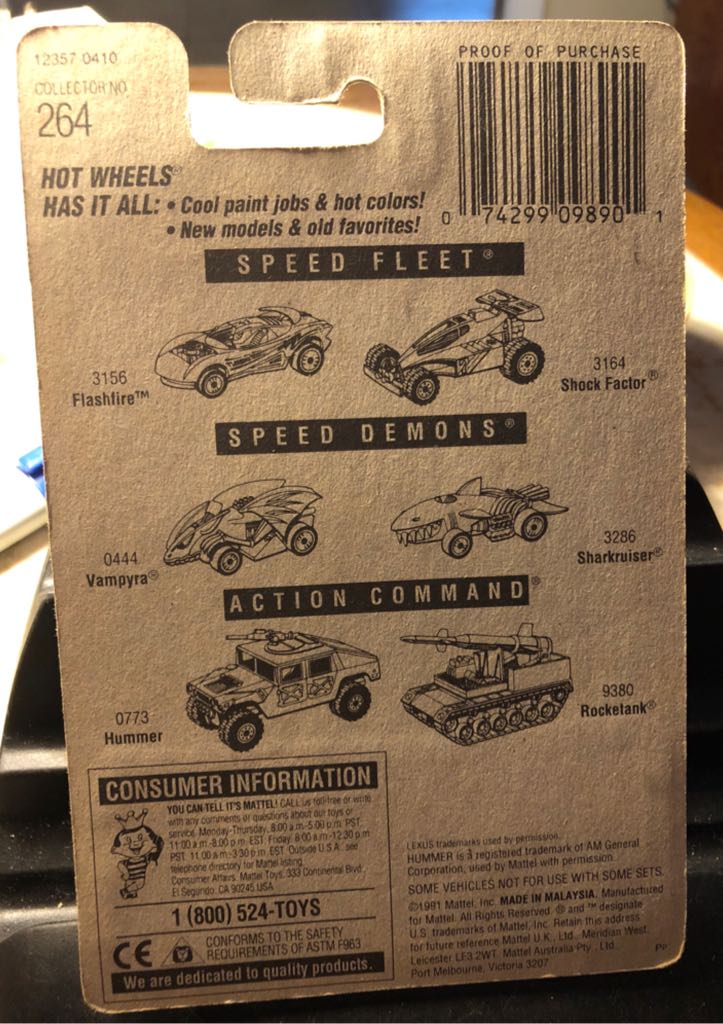 12357-0410
COLLECTOR NO.
264
PROOF OF PURCHASE
0 74299 09890 1
HOT WHEELS®
HAS IT ALL: • Cool paint jobs & hot colors!
• New models & old favorites!
SPEED FLEET®
3156
Flashfire™
3164
Shock Factor®
SPEED DEMONS®
0444
Vampyra®
3286
Sharkruiser®
ACTION COMMAND®
0773
Hummer
9380
Rocketank®
CONSUMER INFORMATION
YOU CAN TELL IT'S MATTEL! CALL us toll-free or write
with any comments or questions about our toys or
service. Monday-Thursday, 8:00 a.m.-5:00 p.m. PST,
11:00 a.m.-8:00 p.m. EST. Friday, 8:00 a.m.-12:30 p.m.
PST, 11:00 a.m.-3:30 p.m. EST. Outside U.S.A., see
telephone directory for Mattel listing.
Consumer Affairs, Mattel Toys, 333 Continental Blvd.,
El Segundo, CA 90245 USA
1 (800) 524-TOYS
CE CONFORMS TO THE SAFETY
REQUIREMENTS OF ASTM F963
We are dedicated to quality products.
LEXUS trademarks used by permission.
HUMMER is a registered trademark of AM General
Corporation, used by Mattel with permission.
SOME VEHICLES NOT FOR USE WITH SOME SETS.
©1991 Mattel, Inc. MADE IN MALAYSIA. Manufactured
for Mattel. All Rights Reserved. ® and ™ designate
U.S. trademarks of Mattel, Inc. Retain this address
for future reference: Mattel U.K., Ltd., Meridian West,
Leicester LE3 2WT. Mattel Australia Pty., Ltd.,
Port Melbourne, Victoria 3207. PP